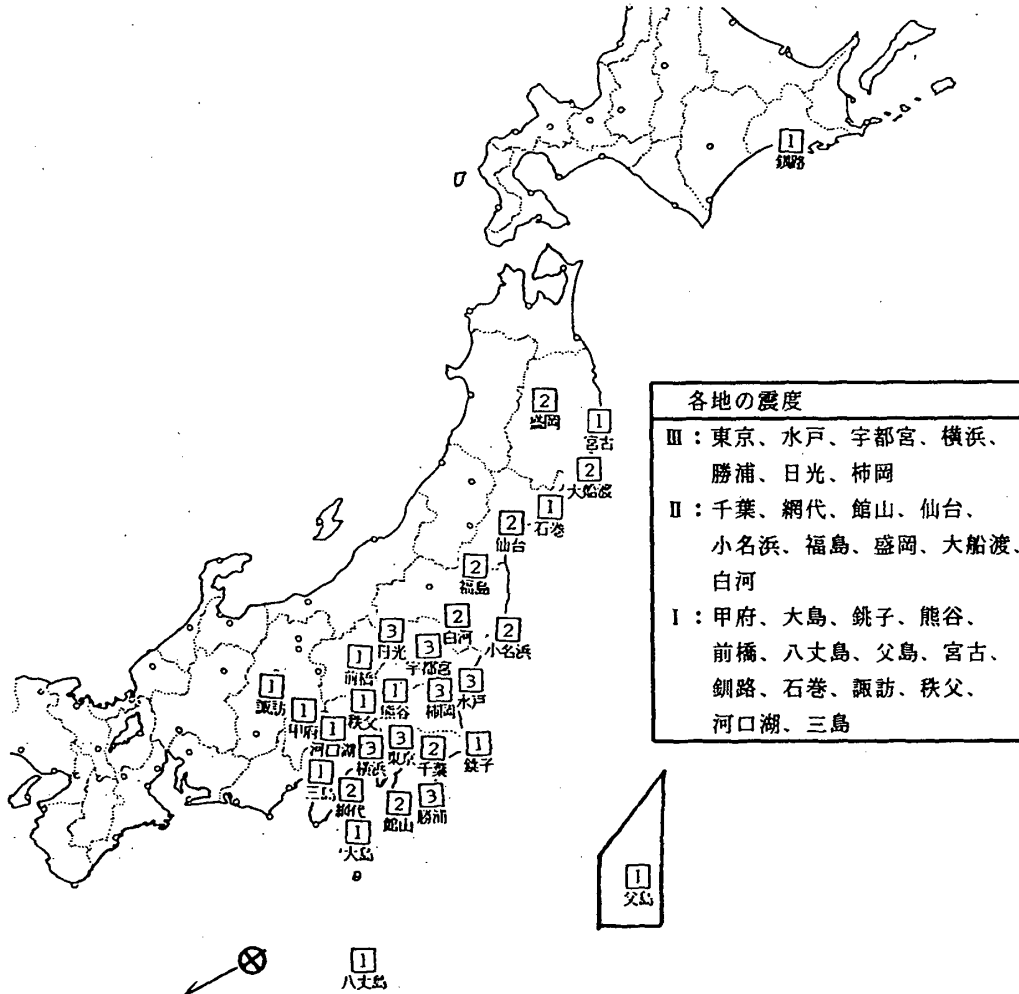 1
釧路
2
盛岡
1
宮古
2
大船渡
1
石巻
2
仙台
2
福島
2
白河
2
小名浜
3
日光
3
宇都宮
1
前橋
3
水戸
3
柿岡
1
熊谷
1
秩父
1
諏訪
1
甲府
1
河口湖
3
横浜
3
東京
2
千葉
1
銚子
1
三島
2
網代
2
館山
3
勝浦
1
大島
1
八丈島
1
父島
各地の震度
Ⅲ:東京、水戸、宇都宮、横浜、
勝浦、日光、柿岡
Ⅱ:千葉、網代、館山、仙台、
小名浜、福島、盛岡、大船渡、
白河
Ⅰ:甲府、大島、銚子、熊谷、
前橋、八丈島、父島、宮古、
釧路、石巻、諏訪、秩父、
河口湖、三島